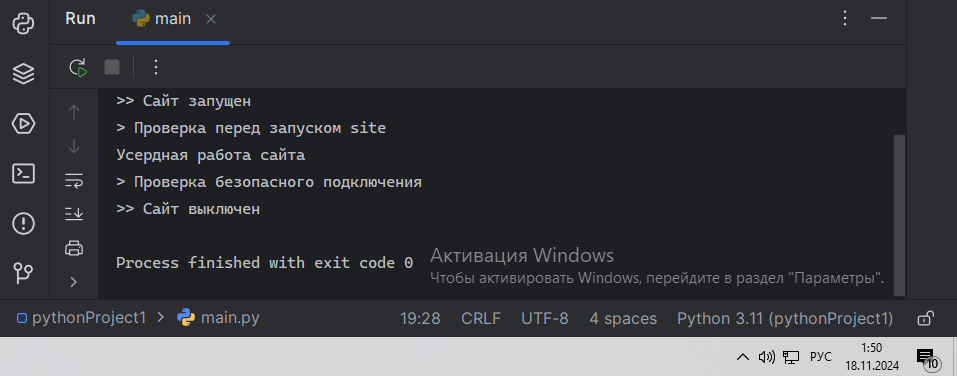 Run
main
>> Сайт запущен
> Проверка перед запуском site
Усердная работа сайта
> Проверка безопасного подключения
>> Сайт выключен
Process finished with exit code 0
Активация Windows
Чтобы активировать Windows, перейдите в раздел "Параметры".
pythonProject1 > main.py
19:28 CRLF UTF-8 4 spaces Python 3.11 (pythonProject1)
РУС
1:50
18.11.2024
10